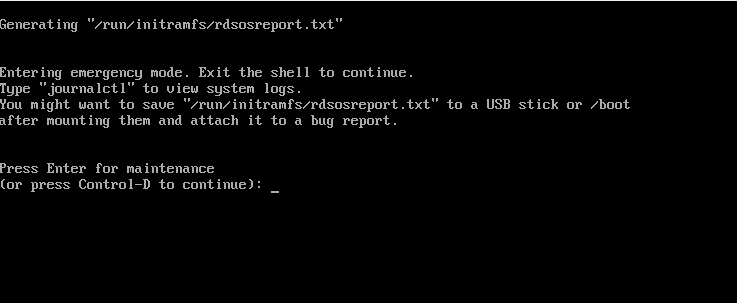 Generating "/run/initramfs/rdsosreport.txt"
Entering emergency mode. Exit the shell to continue.
Type "journalctl" to view system logs.
You might want to save "/run/initramfs/rdsosreport.txt" to a USB stick or /boot
after mounting them and attach it to a bug report.
Press Enter for maintenance
(or press Control-D to continue): _